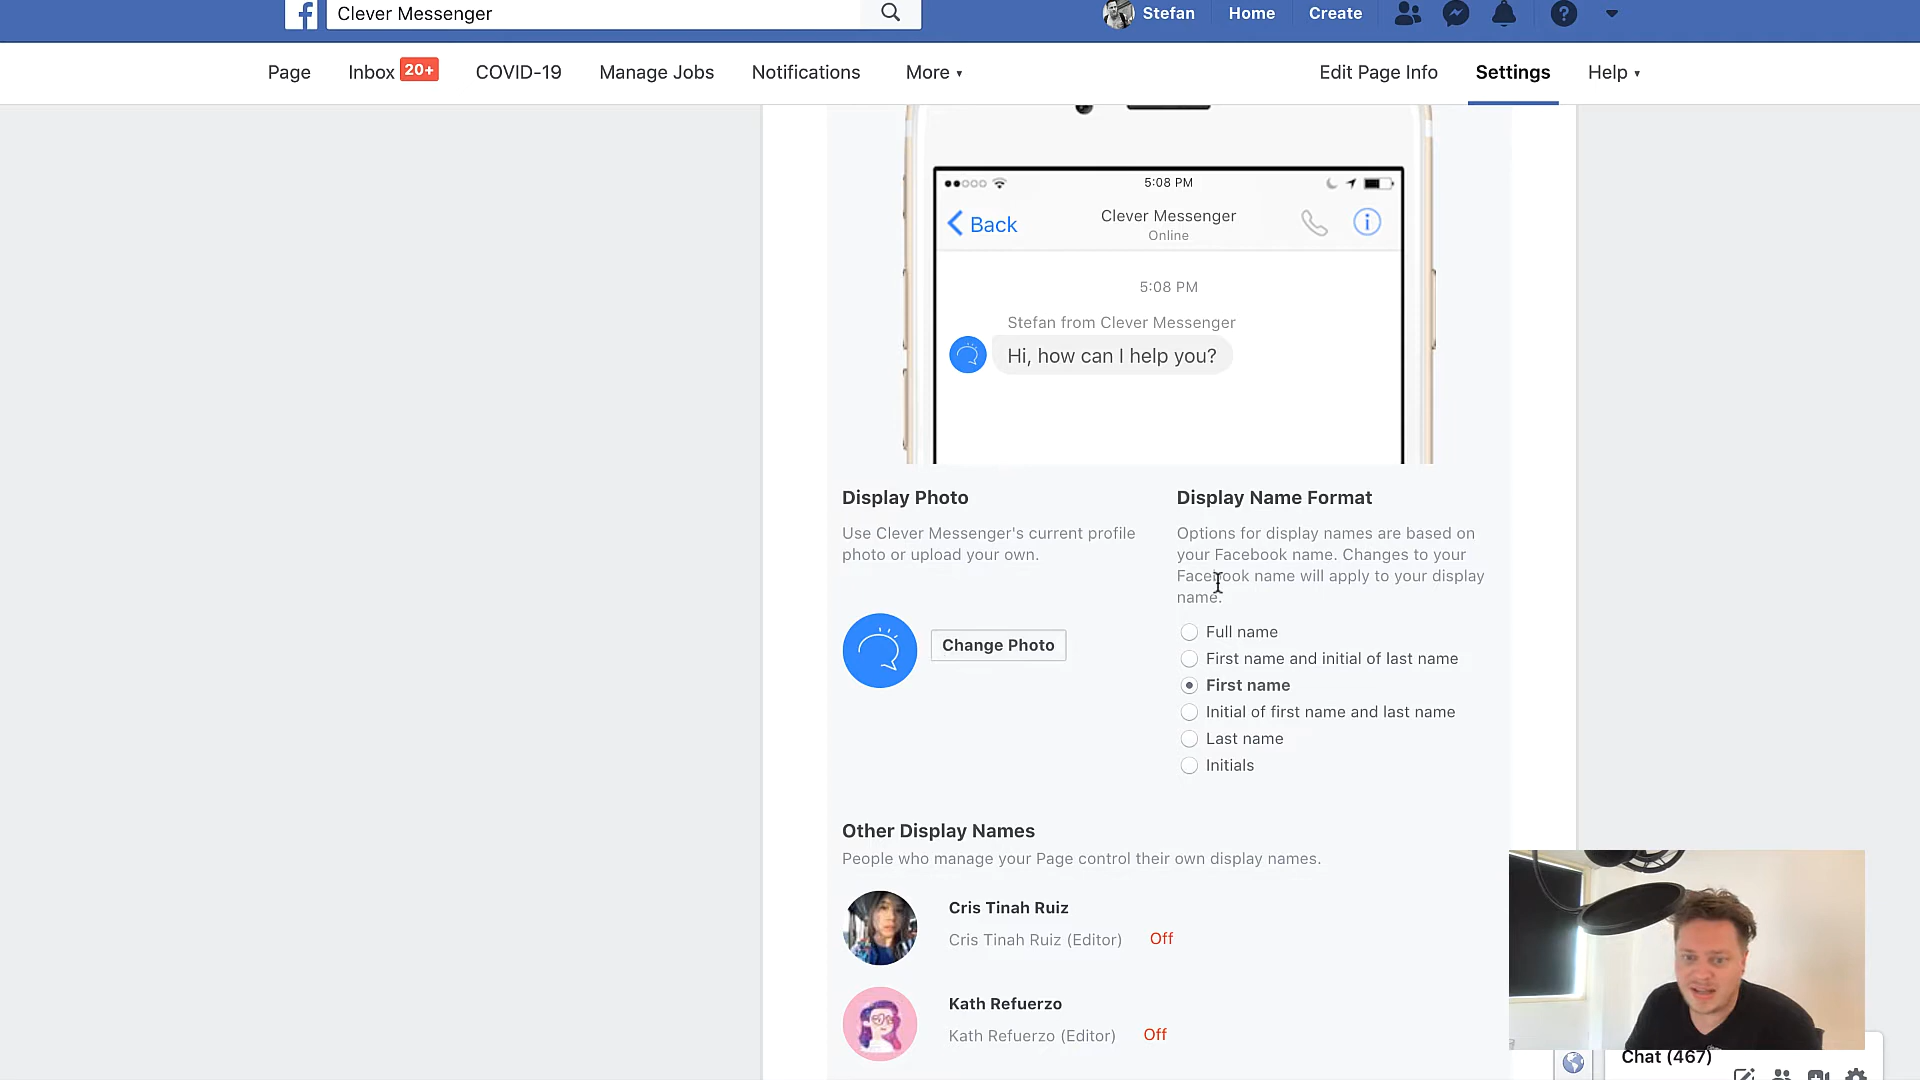 Clever Messenger
Stefan
Home
Create
Page
Inbox 20+
COVID-19
Manage Jobs
Notifications
More
Edit Page Info
Settings
Help
5:08 PM
Back
Clever Messenger
Online
5:08 PM
Stefan from Clever Messenger
Hi, how can I help you?
Display Photo
Use Clever Messenger's current profile
photo or upload your own.
Change Photo
Display Name Format
Options for display names are based on
your Facebook name. Changes to your
Facebook name will apply to your display
name.
Full name
First name and initial of last name
First name
Initial of first name and last name
Last name
Initials
Other Display Names
People who manage your Page control their own display names.
Cris Tinah Ruiz
Cris Tinah Ruiz (Editor) Off
Kath Refuerzo
Kath Refuerzo (Editor) Off
Chat (467)